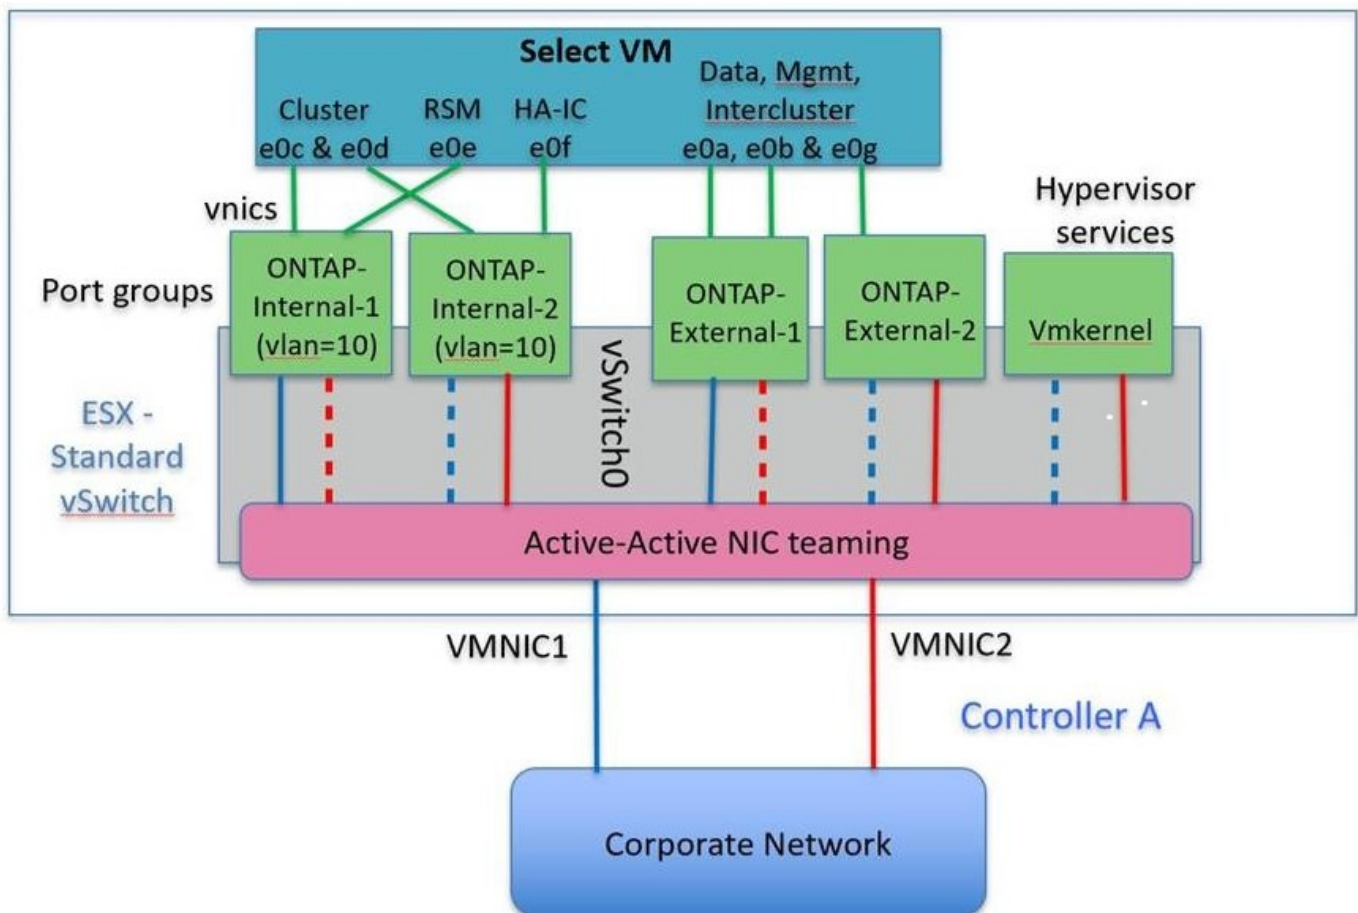 Select VM
Data, Mgmt,
Cluster RSM HA-IC Intercluster
e0c & e0d e0e e0f e0a, e0b & e0g
vnics
Hypervisor
services
Port groups
ONTAP-
Internal-1
(vlan=10)
ONTAP-
Internal-2
(vlan=10)
ONTAP-
External-1
ONTAP-
External-2
Vmkernel
vSwitch0
ESX -
Standard
vSwitch
Active-Active NIC teaming
VMNIC1
VMNIC2
Controller A
Corporate Network